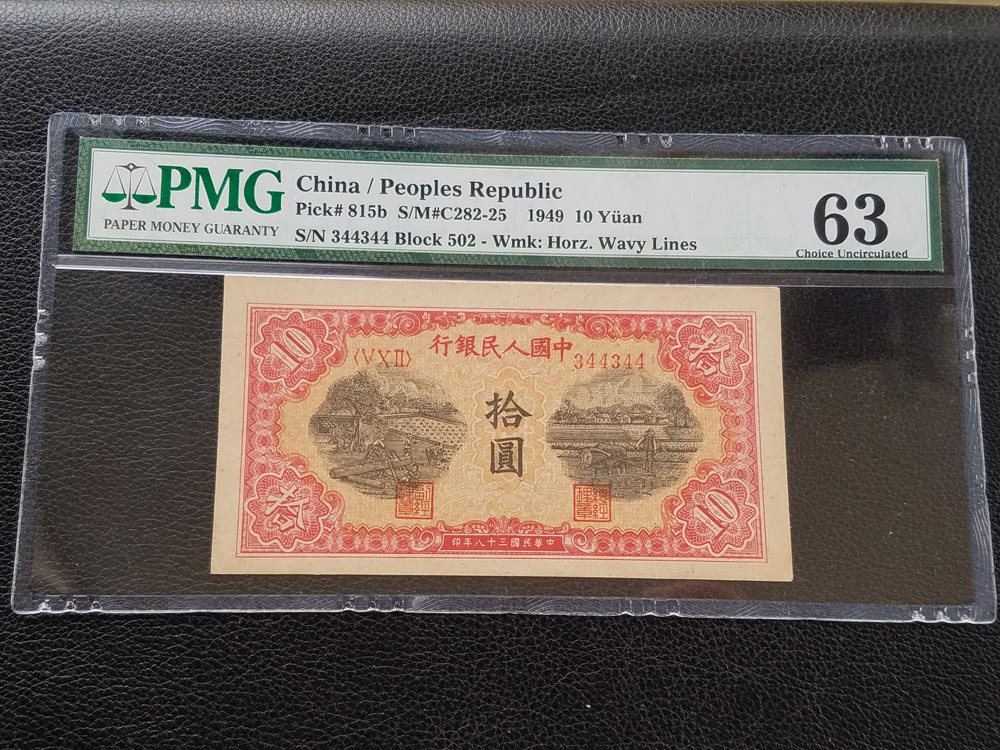 PMG
PAPER MONEY GUARANTY
China / Peoples Republic
Pick# 815b S/M#C282-25 1949 10 Yüan
S/N 344344 Block 502 - Wmk: Horz. Wavy Lines
63
Choice Uncirculated
10
行銀民人國中
拾
〈VXII〉
344344
拾圓
拾
10
印年八十三國民華中